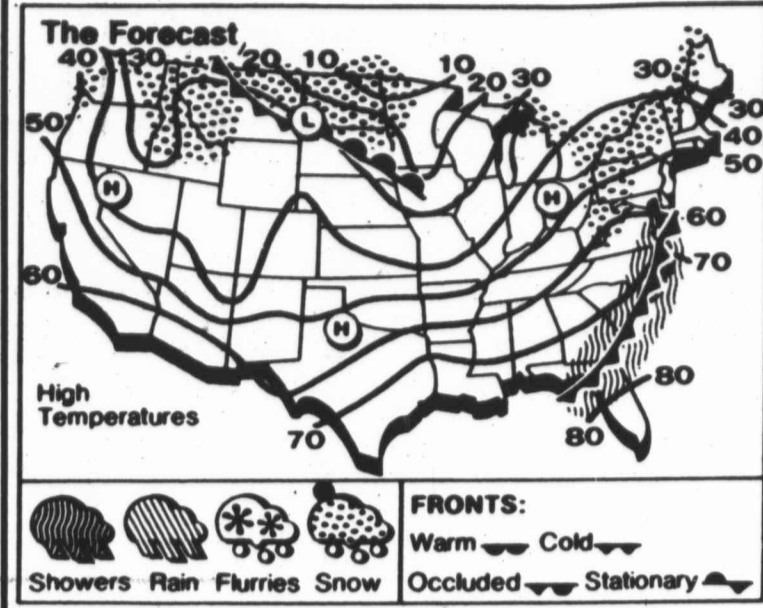 The Forecast
40 30 20 10 10 20 30 30
30
40
50
50
H
L
H
60
70
60
H
80
80
70
High
Temperatures
Showers Rain Flurries Snow
FRONTS:
Warm Cold
Occluded Stationary